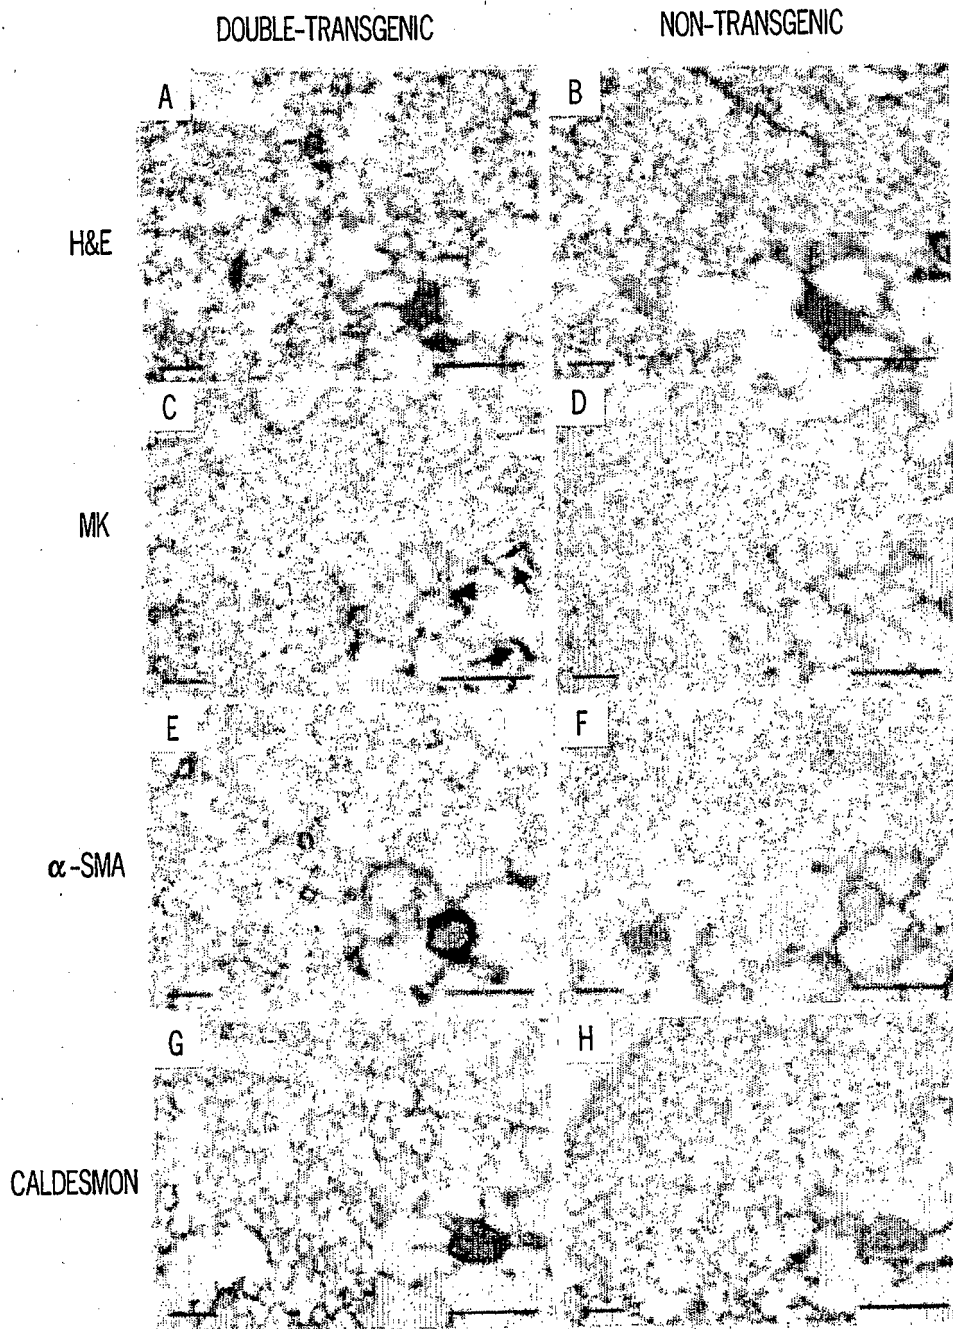 DOUBLE-TRANSGENIC NON-TRANSGENIC
A B
H&E
C D
MK
E F
α-SMA
G H
CALDESMON